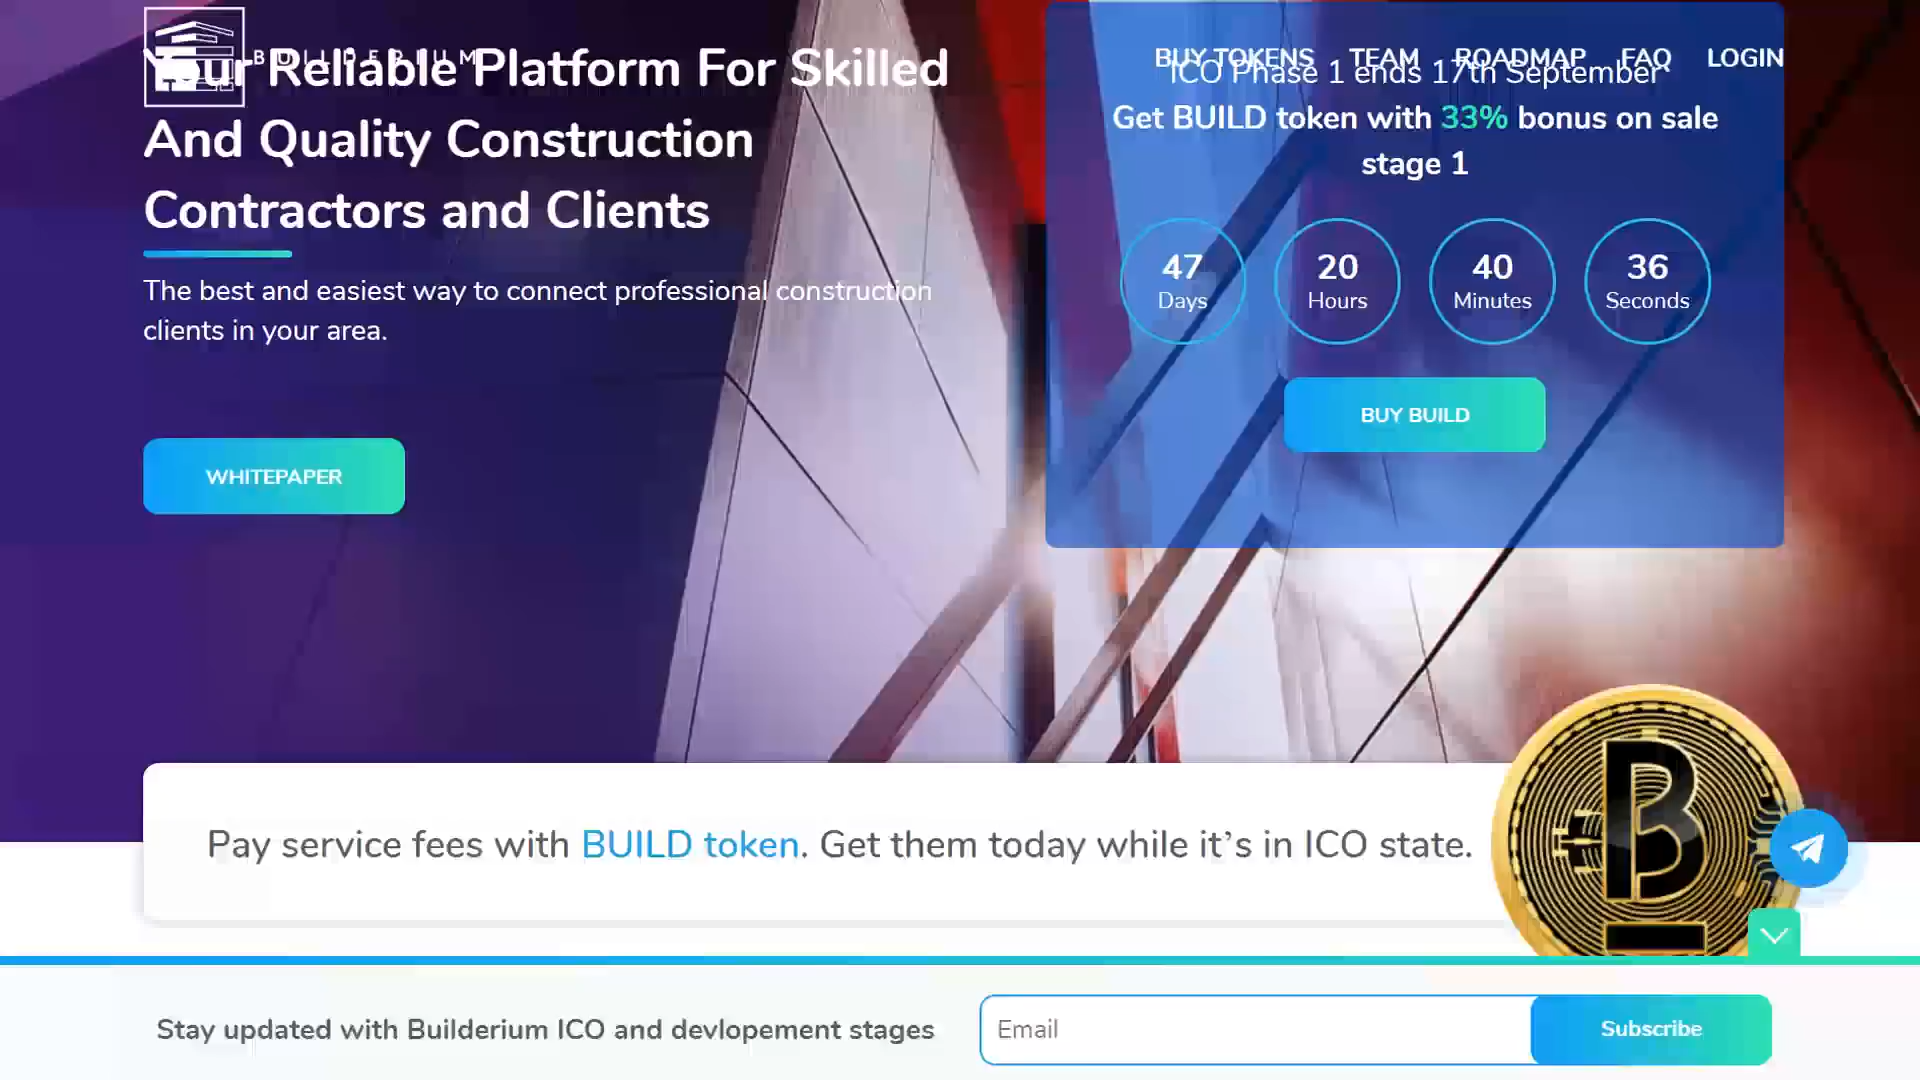 BUILDERIUM
BUY TOKENS TEAM ROADMAP FAQ LOGIN
Your Reliable Platform For Skilled
And Quality Construction
Contractors and Clients
The best and easiest way to connect professional construction
clients in your area.
WHITEPAPER
ICO Phase 1 ends 17th September
Get BUILD token with 33% bonus on sale
stage 1
47 20 40 36
Days Hours Minutes Seconds
BUY BUILD
Pay service fees with BUILD token. Get them today while it’s in ICO state.
Stay updated with Builderium ICO and devlopement stages
Email
Subscribe